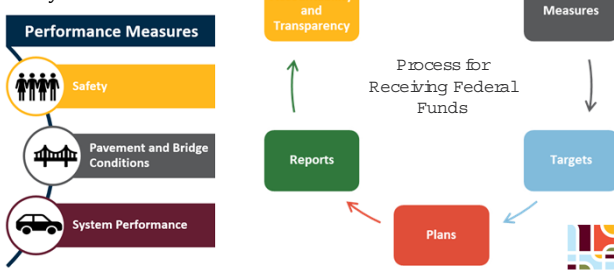 Performance Measures
Safety
Pavement and Bridge
Conditions
System Performance
and
Transparency
Measures
Process for
Receiving Federal
Funds
Reports
Targets
Plans